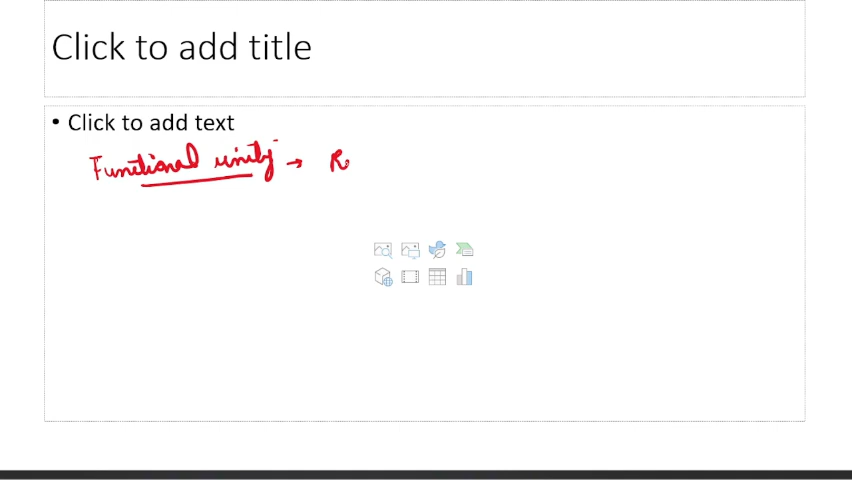 Click to add title
• Click to add text
Functional unity → R